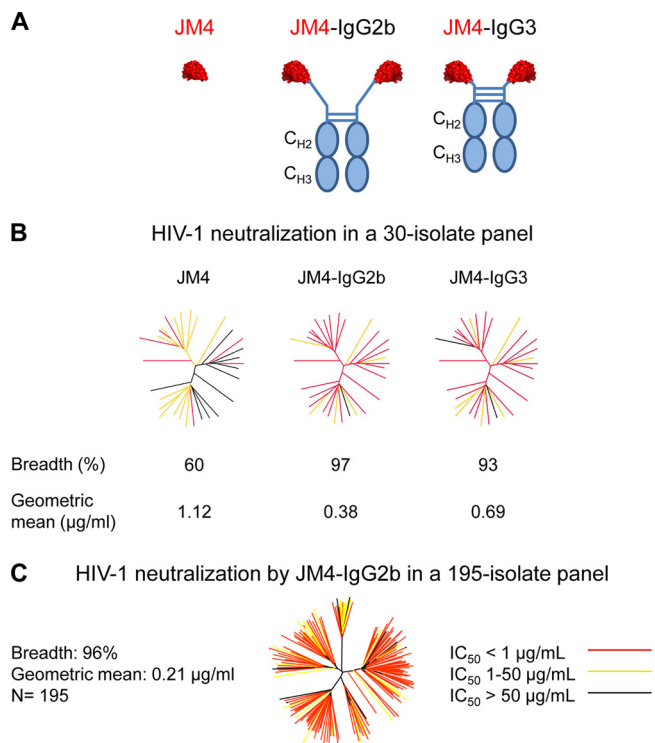 A
JM4 JM4-IgG2b JM4-IgG3
CH2 CH2
CH3 CH3
B
HIV-1 neutralization in a 30-isolate panel
JM4 JM4-IgG2b JM4-IgG3
Breadth (%) 60 97 93
Geometric
mean (µg/ml) 1.12 0.38 0.69
C HIV-1 neutralization by JM4-IgG2b in a 195-isolate panel
Breadth: 96%
Geometric mean: 0.21 µg/ml
N= 195
IC50 < 1 µg/mL
IC50 1-50 µg/mL
IC50 > 50 µg/mL